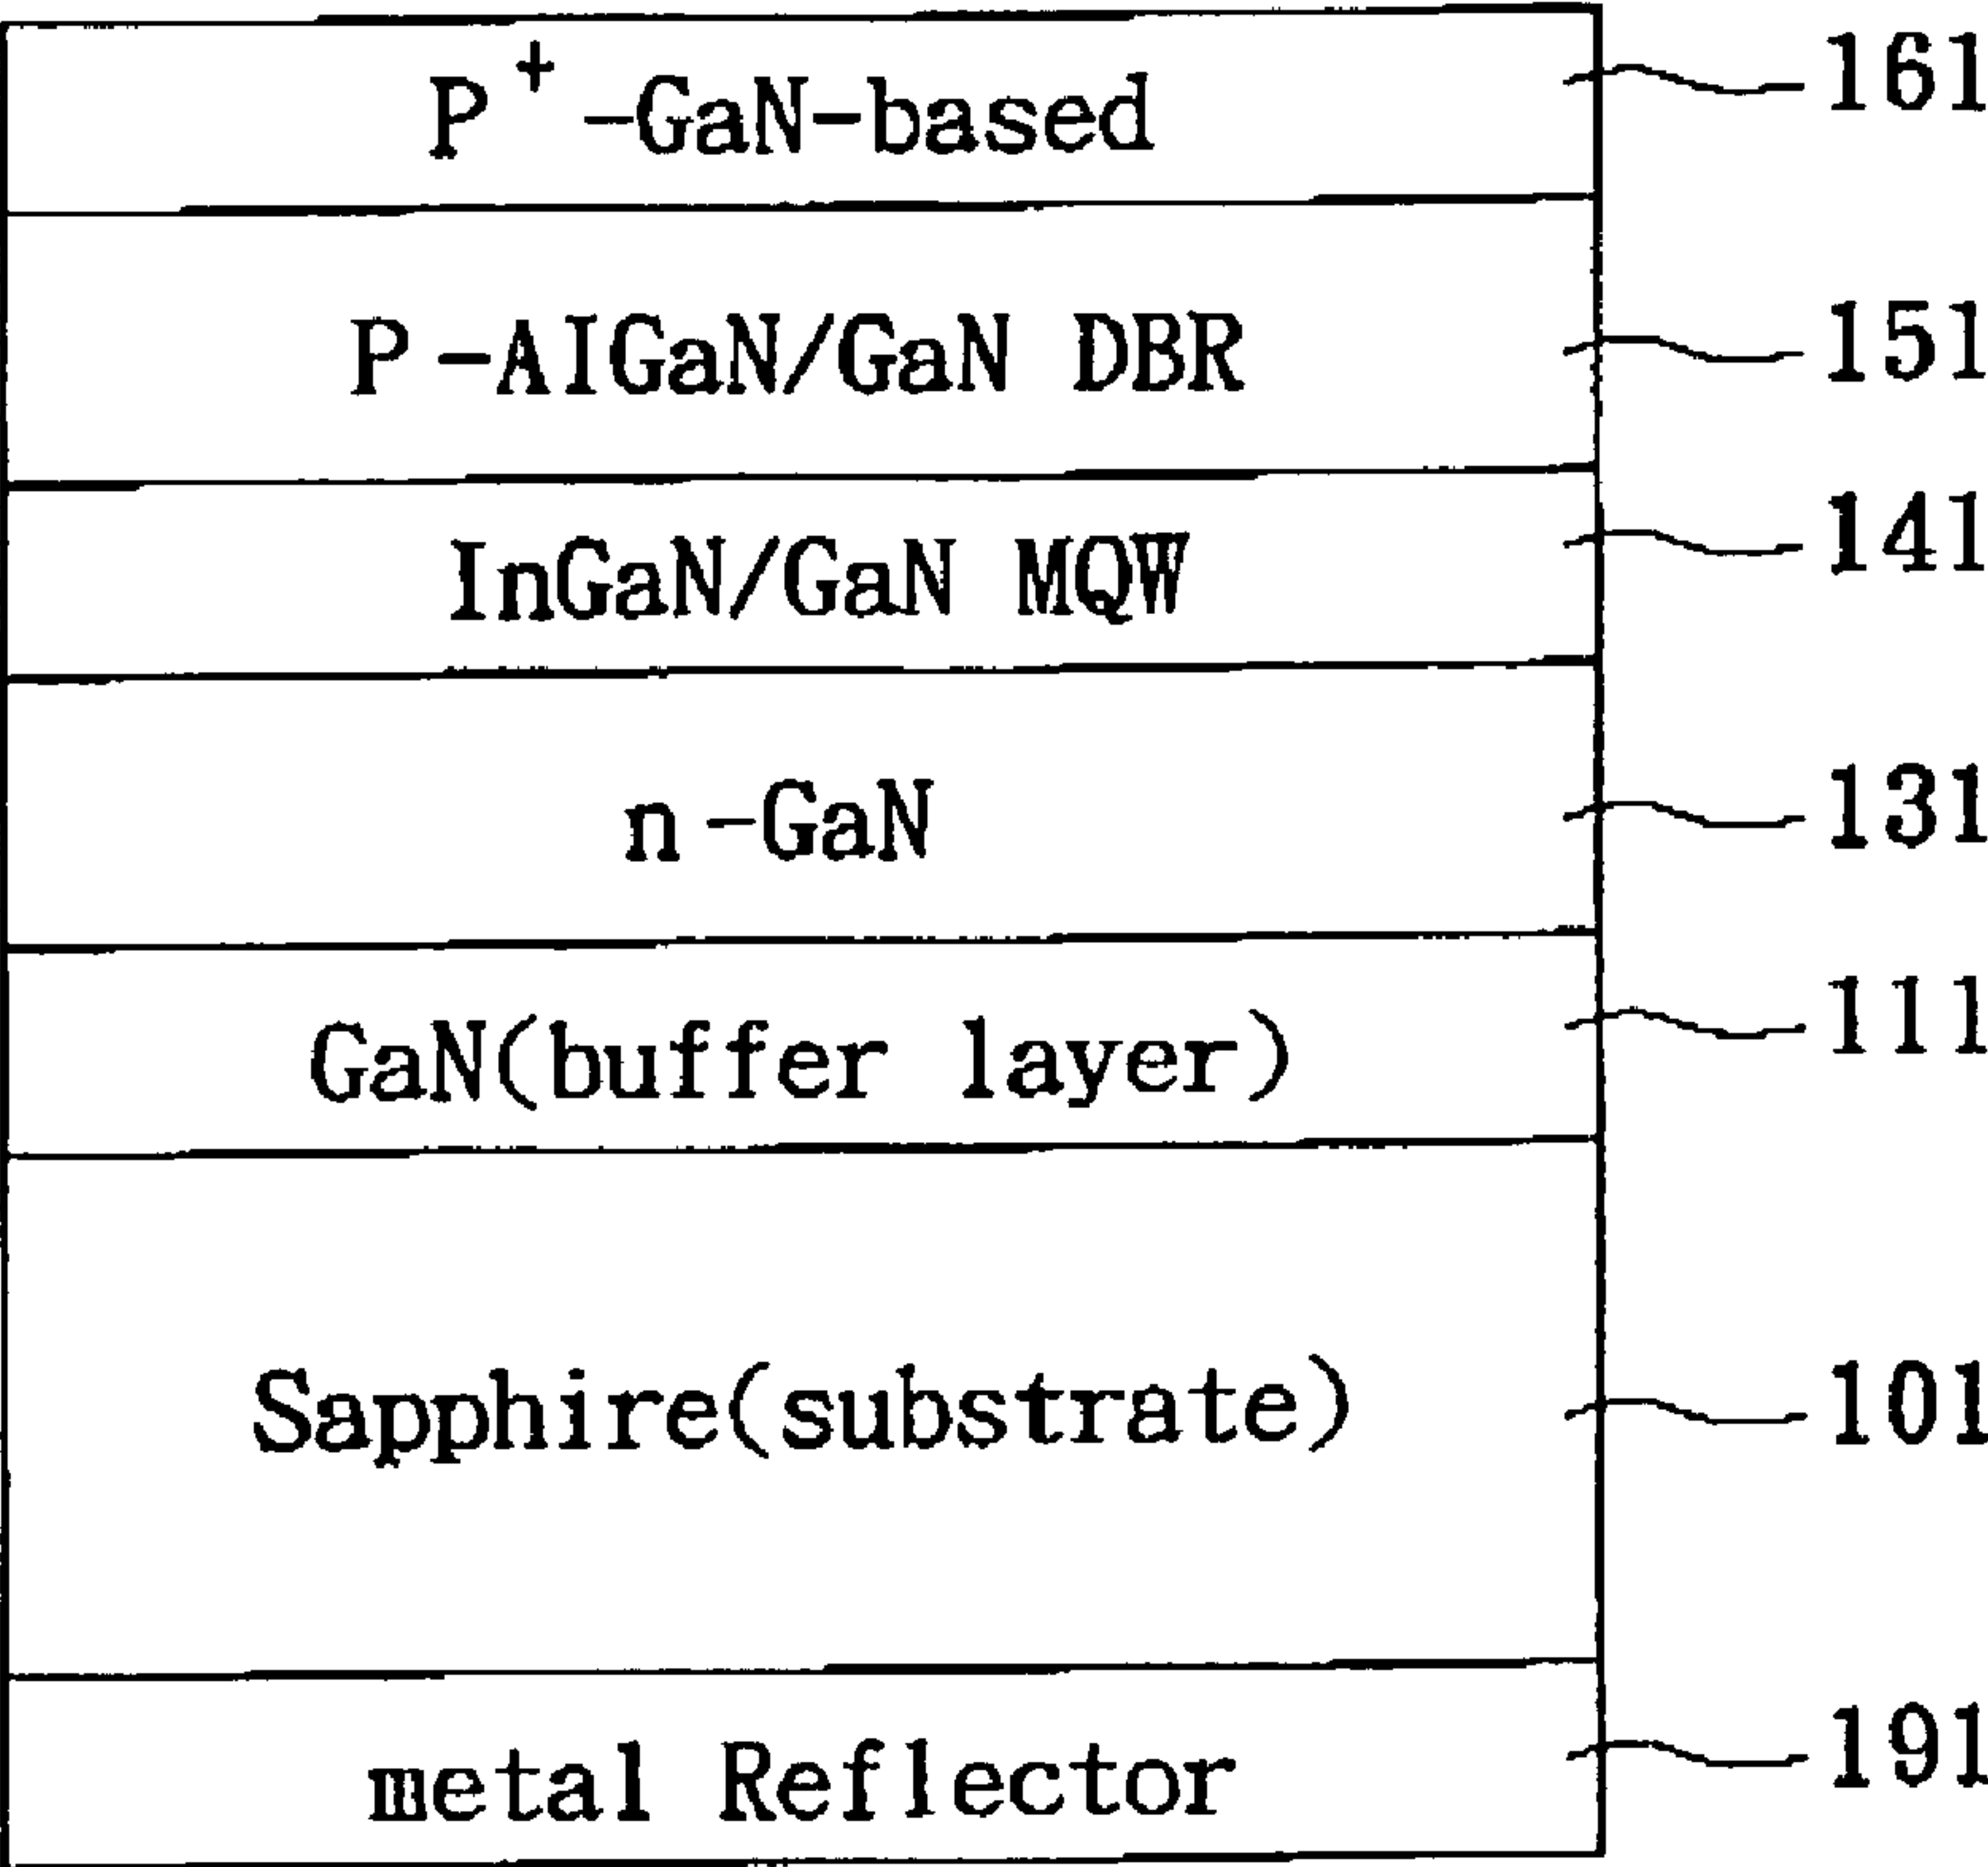 P⁺-GaN-based 161
P-AlGaN/GaN DBR 151
InGaN/GaN MQW 141
n-GaN 131
GaN(buffer layer) 111
Sapphire(substrate) 101
metal Reflector 191